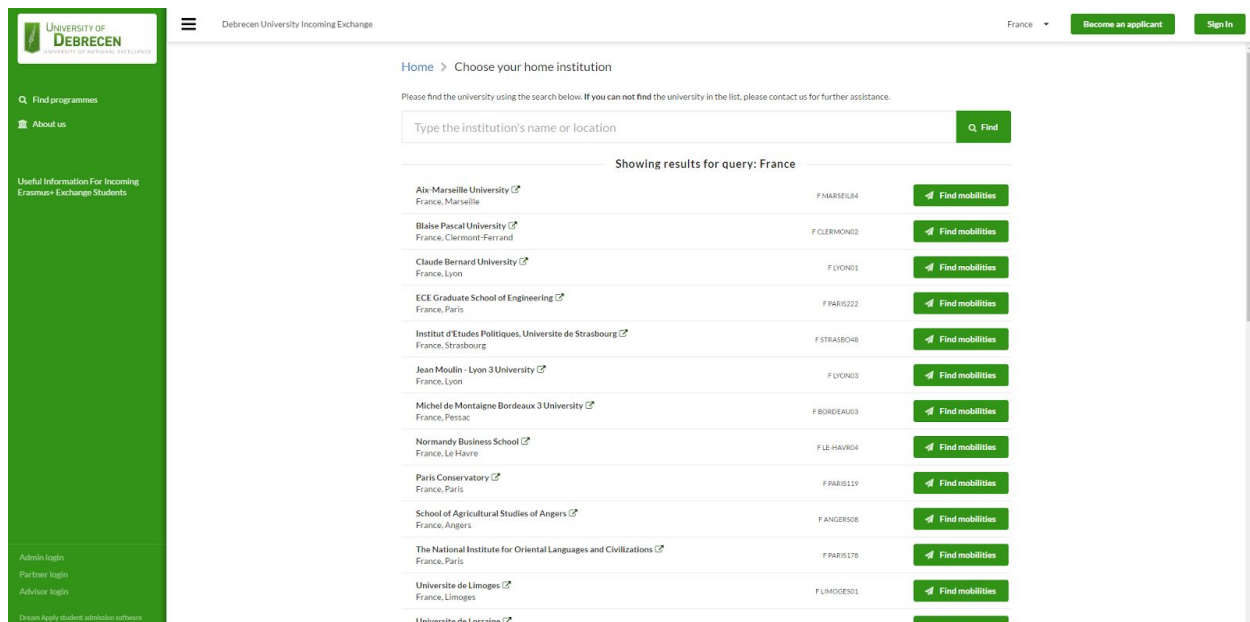 UNIVERSITY OF
DEBRECEN
UNIVERSITY OF NATIONAL EXCELLENCE
Debrecen University Incoming Exchange
France
Become an applicant
Sign In
Find programmes
About us
Useful Information For Incoming
Erasmus+ Exchange Students
Admin login
Partner login
Advisor login
Dream Apply student admission software
Home > Choose your home institution
Please find the university using the search below. If you can not find the university in the list, please contact us for further assistance.
Type the institution's name or location
Find
Showing results for query: France
Aix-Marseille University
France, Marseille
F MARSEIL84
Find mobilities
Blaise Pascal University
France, Clermont-Ferrand
F CLERMON02
Find mobilities
Claude Bernard University
France, Lyon
F LYON01
Find mobilities
ECE Graduate School of Engineering
France, Paris
F PARIS222
Find mobilities
Institut d'Etudes Politiques, Universite de Strasbourg
France, Strasbourg
F STRASBO48
Find mobilities
Jean Moulin - Lyon 3 University
France, Lyon
F LYON03
Find mobilities
Michel de Montaigne Bordeaux 3 University
France, Pessac
F BORDEAU03
Find mobilities
Normandy Business School
France, Le Havre
F LE-HAVR04
Find mobilities
Paris Conservatory
France, Paris
F PARIS119
Find mobilities
School of Agricultural Studies of Angers
France, Angers
F ANGERS08
Find mobilities
The National Institute for Oriental Languages and Civilizations
France, Paris
F PARIS178
Find mobilities
Universite de Limoges
France, Limoges
F LIMOGES01
Find mobilities
Universite de Lorraine